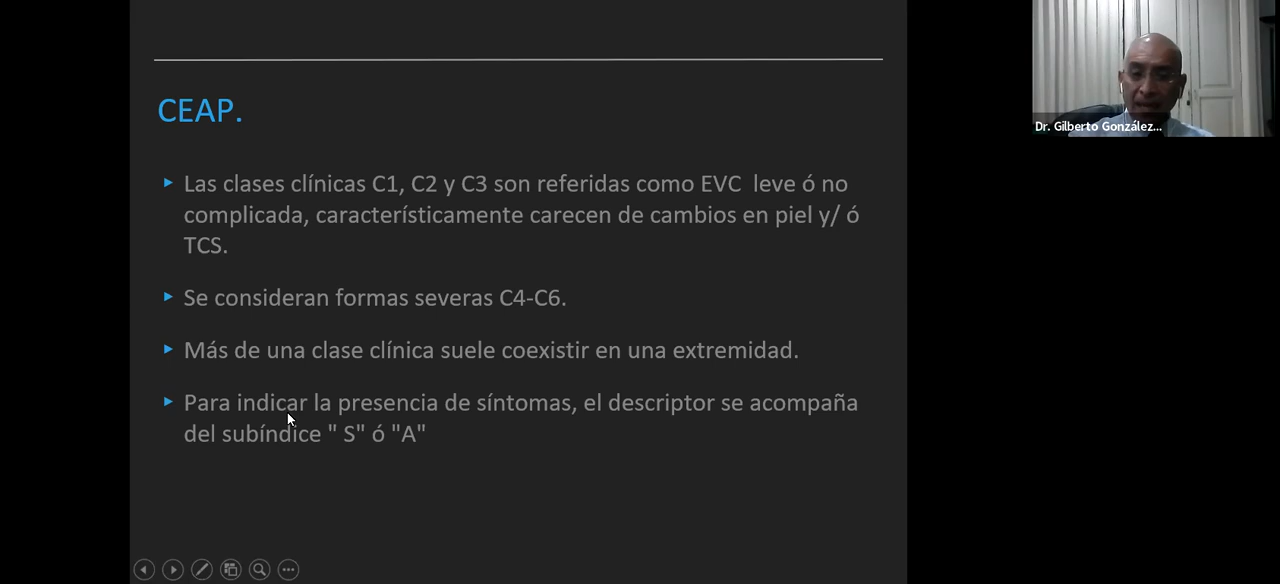 CEAP.
Las clases clínicas C1, C2 y C3 son referidas como EVC leve ó no
complicada, característicamente carecen de cambios en piel y/ ó
TCS.
Se consideran formas severas C4-C6.
Más de una clase clínica suele coexistir en una extremidad.
Para indicar la presencia de síntomas, el descriptor se acompaña
del subíndice " S" ó "A"
Dr. Gilberto González...